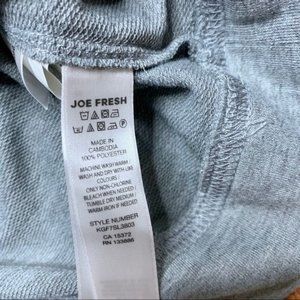 JOE FRESH
MADE IN
CAMBODIA
100% POLYESTER
MACHINE WASH WARM /
WASH AND DRY WITH LIKE
COLOURS /
ONLY NON-CHLORINE
BLEACH WHEN NEEDED /
TUMBLE DRY MEDIUM /
WARM IRON IF NEEDED
STYLE NUMBER
KGF7SL3803
CA 15372
RN 133886